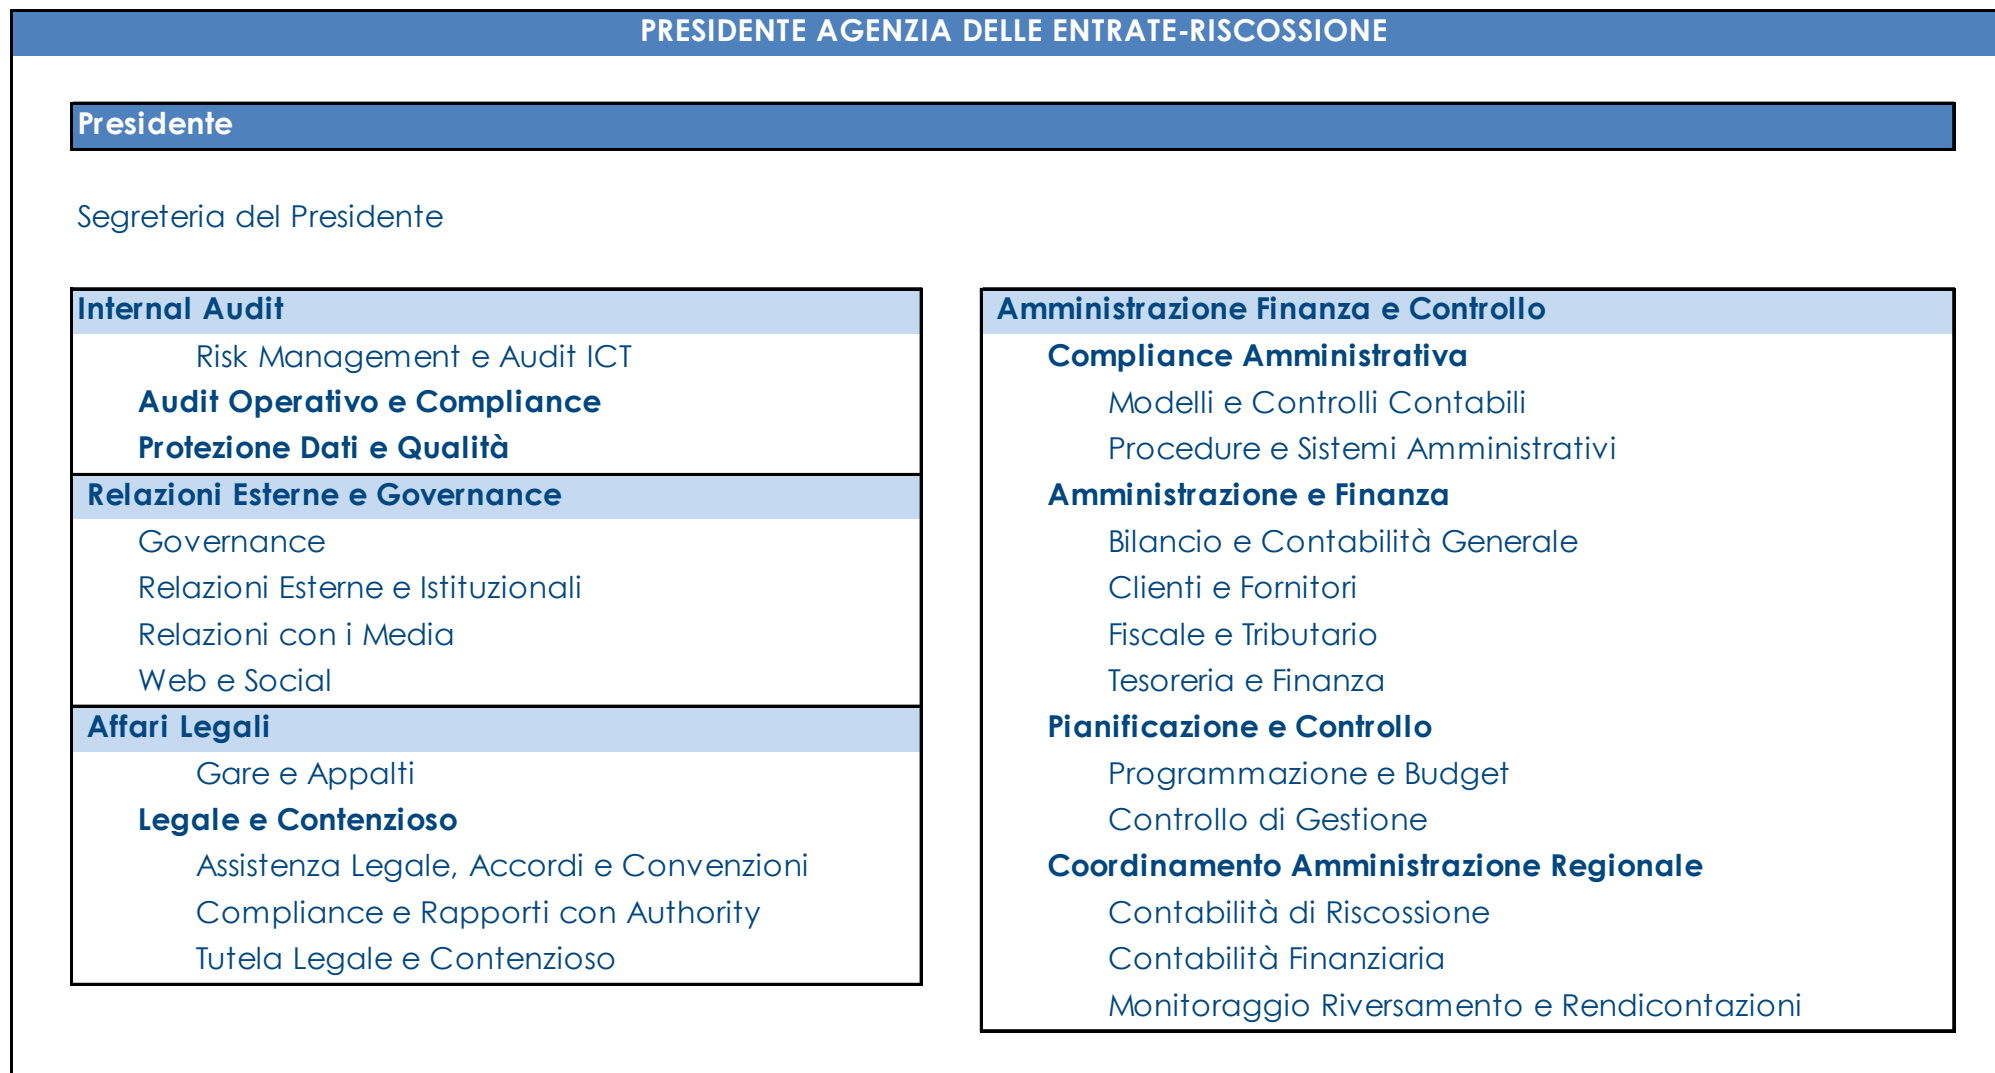 PRESIDENTE AGENZIA DELLE ENTRATE-RISCOSSIONE
Presidente
Segreteria del Presidente
Internal Audit
Risk Management e Audit ICT
Audit Operativo e Compliance
Protezione Dati e Qualità
Relazioni Esterne e Governance
Governance
Relazioni Esterne e Istituzionali
Relazioni con i Media
Web e Social
Affari Legali
Gare e Appalti
Legale e Contenzioso
Assistenza Legale, Accordi e Convenzioni
Compliance e Rapporti con Authority
Tutela Legale e Contenzioso
Amministrazione Finanza e Controllo
Compliance Amministrativa
Modelli e Controlli Contabili
Procedure e Sistemi Amministrativi
Amministrazione e Finanza
Bilancio e Contabilità Generale
Clienti e Fornitori
Fiscale e Tributario
Tesoreria e Finanza
Pianificazione e Controllo
Programmazione e Budget
Controllo di Gestione
Coordinamento Amministrazione Regionale
Contabilità di Riscossione
Contabilità Finanziaria
Monitoraggio Riversamento e Rendicontazioni